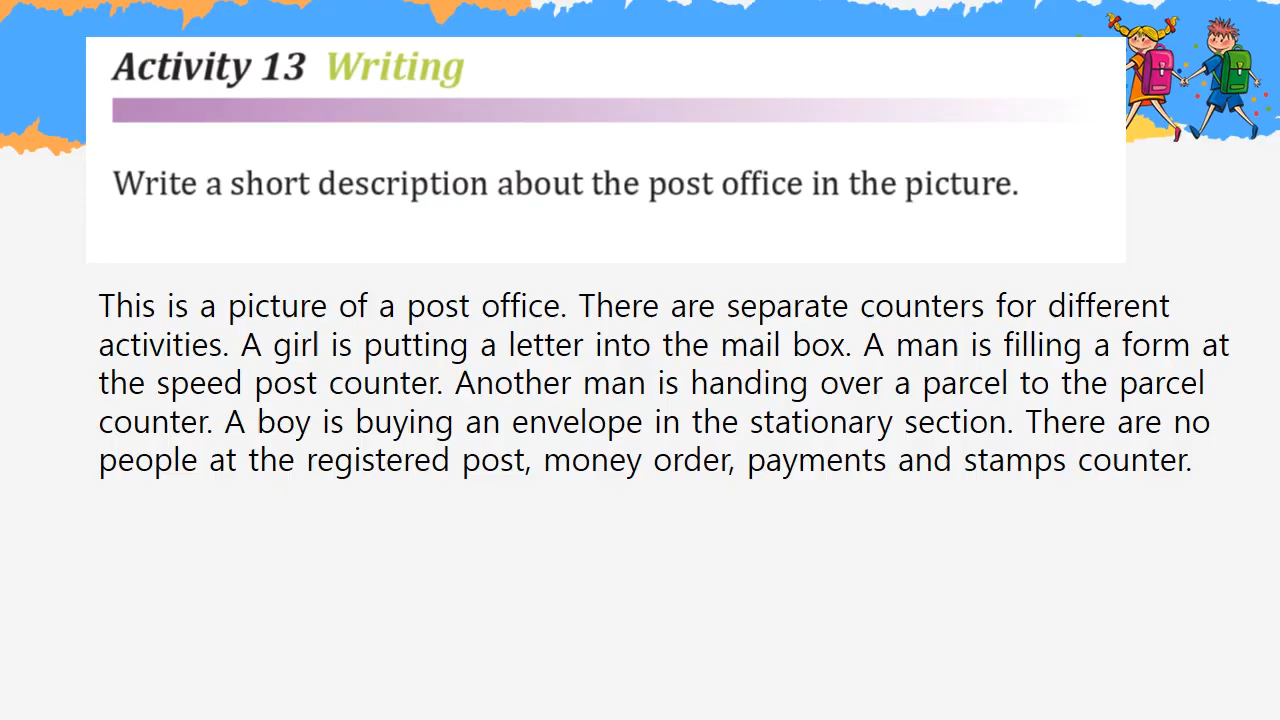 Activity 13 Writing
Write a short description about the post office in the picture.
This is a picture of a post office. There are separate counters for different
activities. A girl is putting a letter into the mail box. A man is filling a form at
the speed post counter. Another man is handing over a parcel to the parcel
counter. A boy is buying an envelope in the stationary section. There are no
people at the registered post, money order, payments and stamps counter.